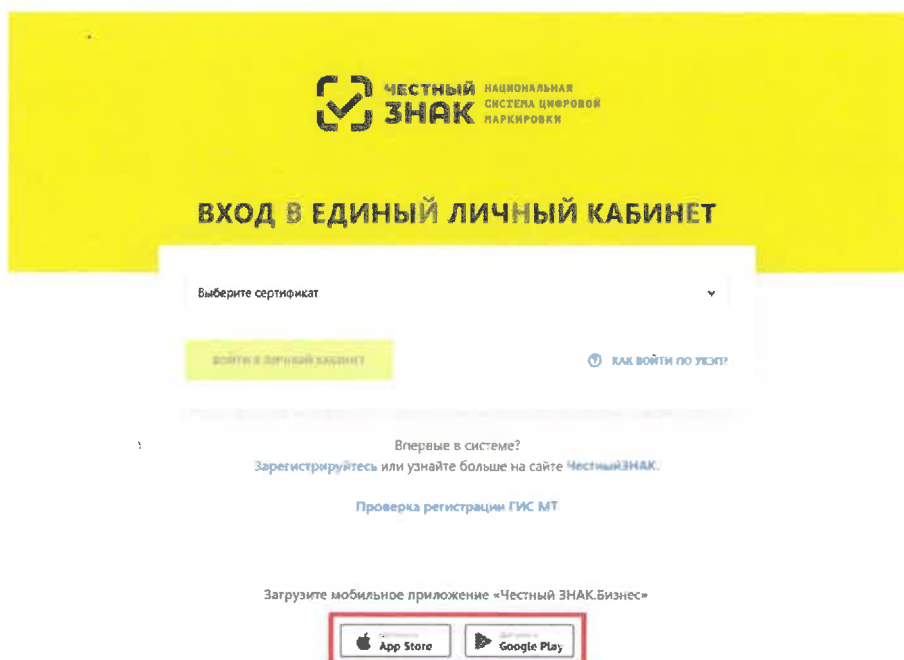 ЧЕСТНЫЙ ЗНАК
НАЦИОНАЛЬНАЯ СИСТЕМА ЦИФРОВОЙ МАРКИРОВКИ
ВХОД В ЕДИНЫЙ ЛИЧНЫЙ КАБИНЕТ
Выберите сертификат
ВОЙТИ В ЛИЧНЫЙ КАБИНЕТ
КАК ВОЙТИ ПО УКЭП?
Впервые в системе?
Зарегистрируйтесь или узнайте больше на сайте ЧестныйЗНАК.
Проверка регистрации ГИС МТ
Загрузите мобильное приложение «Честный ЗНАК.Бизнес»
App Store
Google Play